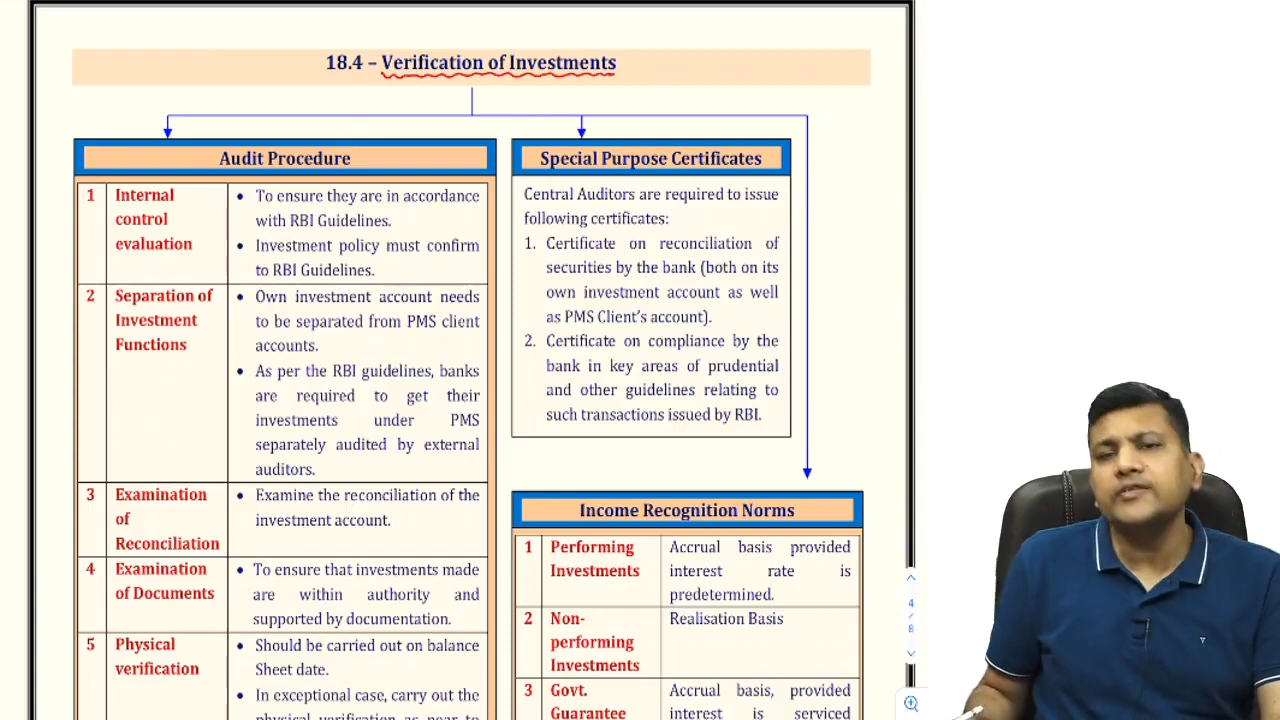 18.4 – Verification of Investments
Audit Procedure
1 Internal control evaluation
• To ensure they are in accordance
with RBI Guidelines.
• Investment policy must confirm
to RBI Guidelines.
2 Separation of Investment Functions
• Own investment account needs
to be separated from PMS client
accounts.
• As per the RBI guidelines, banks
are required to get their
investments under PMS
separately audited by external
auditors.
3 Examination of Reconciliation
• Examine the reconciliation of the
investment account.
4 Examination of Documents
• To ensure that investments made
are within authority and
supported by documentation.
5 Physical verification
• Should be carried out on balance
Sheet date.
• In exceptional case, carry out the
physical verification as near to
Special Purpose Certificates
Central Auditors are required to issue
following certificates:
1. Certificate on reconciliation of
securities by the bank (both on its
own investment account as well
as PMS Client's account).
2. Certificate on compliance by the
bank in key areas of prudential
and other guidelines relating to
such transactions issued by RBI.
Income Recognition Norms
1 Performing Investments
Accrual basis provided
interest rate is
predetermined.
2 Non-performing Investments
Realisation Basis
3 Govt. Guarantee
Accrual basis, provided
interest is serviced
4
/
8